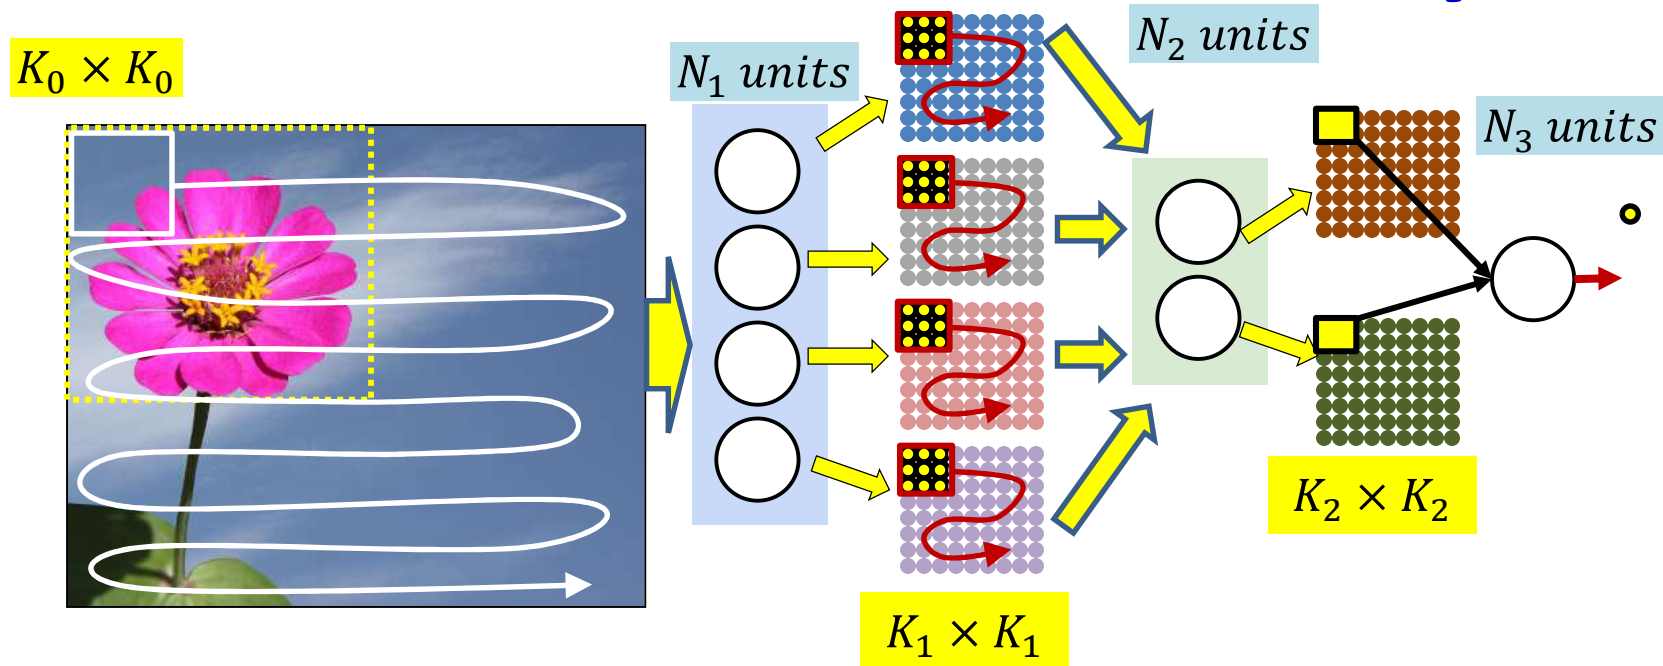 K₀ × K₀
N₁ units
N₂ units
N₃ units
K₁ × K₁
K₂ × K₂